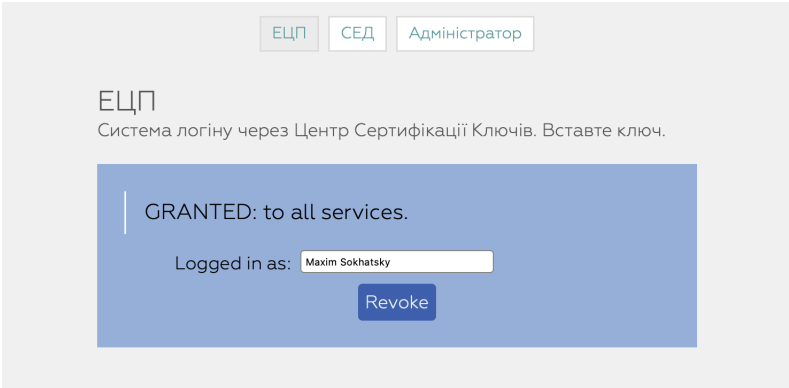 ЕЦП СЕД Адміністратор
ЕЦП
Система логіну через Центр Сертифікації Ключів. Вставте ключ.
GRANTED: to all services.
Logged in as: Maxim Sokhatsky
Revoke